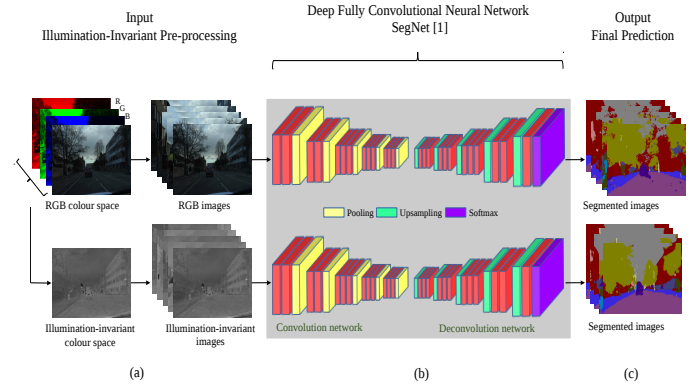 Input
Illumination-Invariant Pre-processing
Deep Fully Convolutional Neural Network
SegNet [1]
Output
Final Prediction
R
G
B
RGB colour space
RGB images
Pooling
Upsampling
Softmax
Segmented images
Convolution network
Deconvolution network
Illumination-invariant
colour space
Illumination-invariant
images
Segmented images
(a)
(b)
(c)